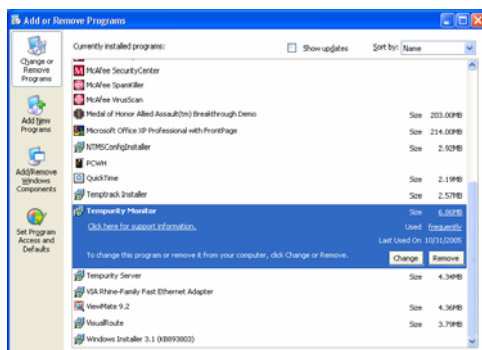 Add or Remove Programs
Change or
Remove
Programs
Add New
Programs
Add/Remove
Windows
Components
Set Program
Access and
Defaults
Currently installed programs:
Show updates
Sort by: Name
McAfee SecurityCenter
McAfee SpamKiller
McAfee VirusScan
Medal of Honor Allied Assault(tm) Breakthrough Demo Size 203.00MB
Microsoft Office XP Professional with FrontPage Size 214.00MB
NTMSConfigInstaller Size 2.92MB
PCWH
QuickTime Size 2.19MB
Temptrack Installer Size 2.57MB
Tempurity Monitor Size 6.06MB
Click here for support information. Used frequently
Last Used On 10/31/2005
To change this program or remove it from your computer, click Change or Remove. Change Remove
Tempurity Server Size 4.34MB
VIA Rhine-Family Fast Ethernet Adapter
ViewMate 9.2 Size 4.36MB
VisualRoute Size 3.79MB
Windows Installer 3.1 (KB893803)